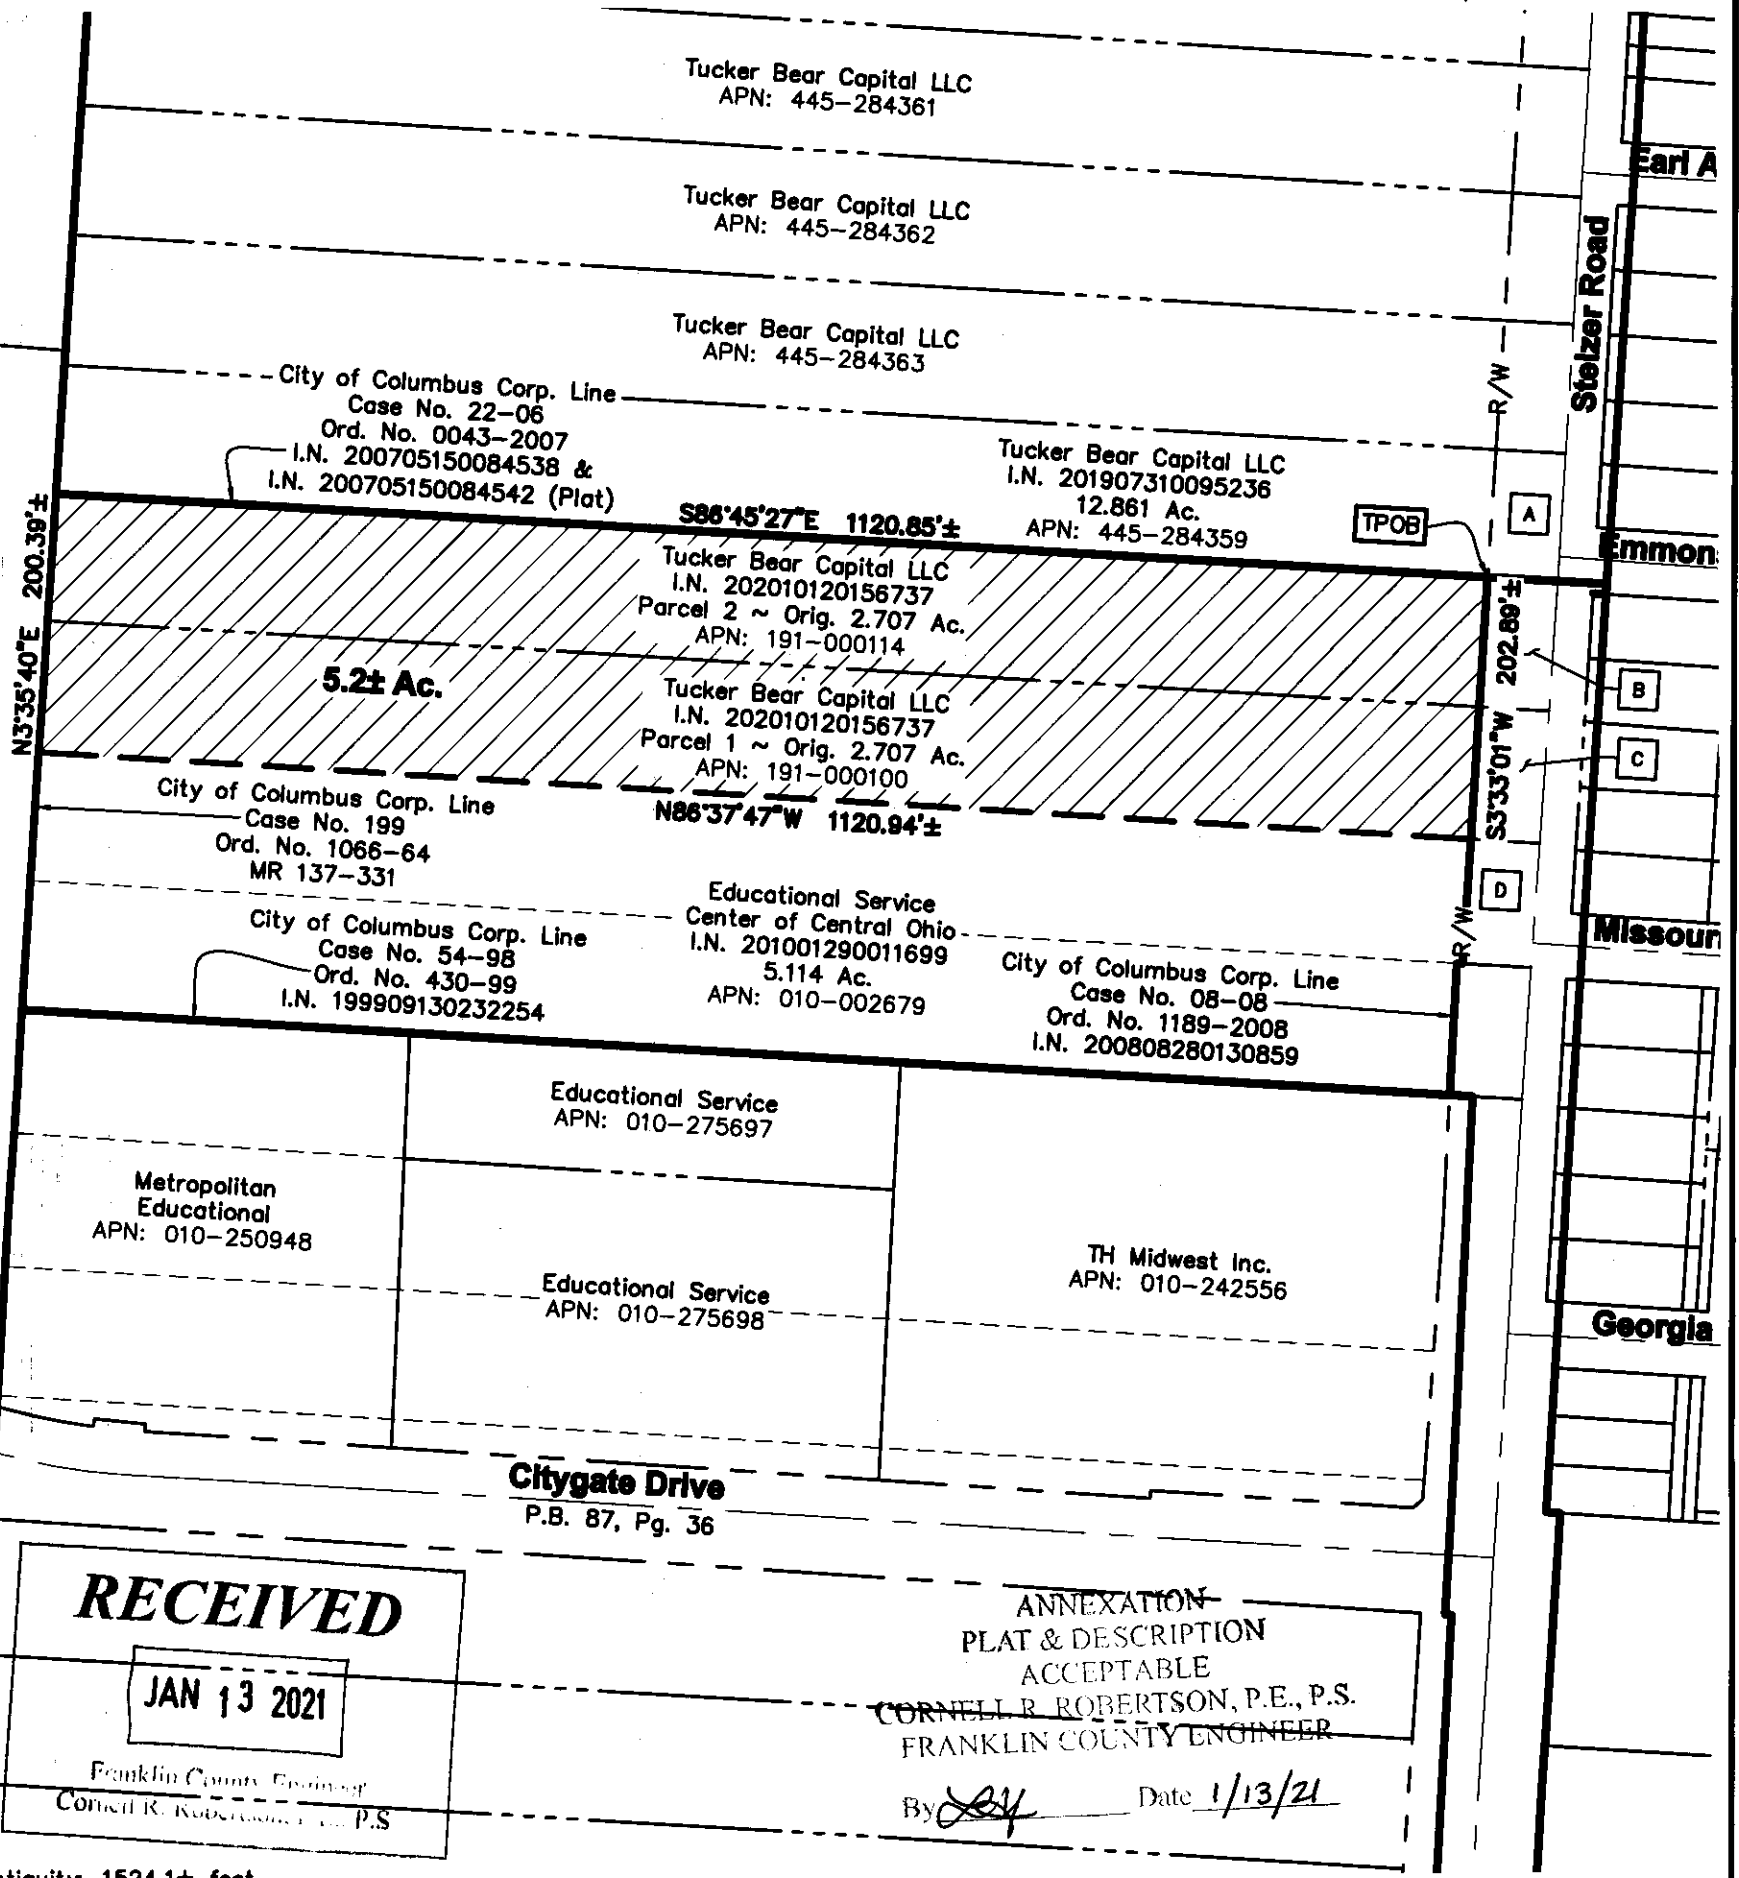 Tucker Bear Capital LLC
APN: 445-284361
Earl A
Tucker Bear Capital LLC
APN: 445-284362
Stelzer Road
Tucker Bear Capital LLC
APN: 445-284363
R/W
City of Columbus Corp. Line
Case No. 22-06
Ord. No. 0043-2007
I.N. 200705150084538 &
I.N. 200705150084542 (Plat)
Tucker Bear Capital LLC
I.N. 201907310095236
12.861 Ac.
APN: 445-284359
TPOB
A
Emmon
S86°45'27"E 1120.85'±
N3°35'40"E 200.39'±
Tucker Bear Capital LLC
I.N. 202010120156737
Parcel 2 ~ Orig. 2.707 Ac.
APN: 191-000114
5.2± Ac.
Tucker Bear Capital LLC
I.N. 202010120156737
Parcel 1 ~ Orig. 2.707 Ac.
APN: 191-000100
S3°33'01"W 202.89'±
B
C
N86°37'47"W 1120.94'±
City of Columbus Corp. Line
Case No. 199
Ord. No. 1066-64
MR 137-331
D
R/W
Missour
Educational Service
Center of Central Ohio
I.N. 201001290011699
5.114 Ac.
APN: 010-002679
City of Columbus Corp. Line
Case No. 54-98
Ord. No. 430-99
I.N. 199909130232254
City of Columbus Corp. Line
Case No. 08-08
Ord. No. 1189-2008
I.N. 200808280130859
Educational Service
APN: 010-275697
Metropolitan
Educational
APN: 010-250948
TH Midwest Inc.
APN: 010-242556
Educational Service
APN: 010-275698
Georgia
Citygate Drive
P.B. 87, Pg. 36
RECEIVED
JAN 13 2021
Franklin County Engineer
Cornell R. Robertson, P.S
ANNEXATION
PLAT & DESCRIPTION
ACCEPTABLE
CORNELL R. ROBERTSON, P.E., P.S.
FRANKLIN COUNTY ENGINEER
By Date 1/13/21
1524.1± feet